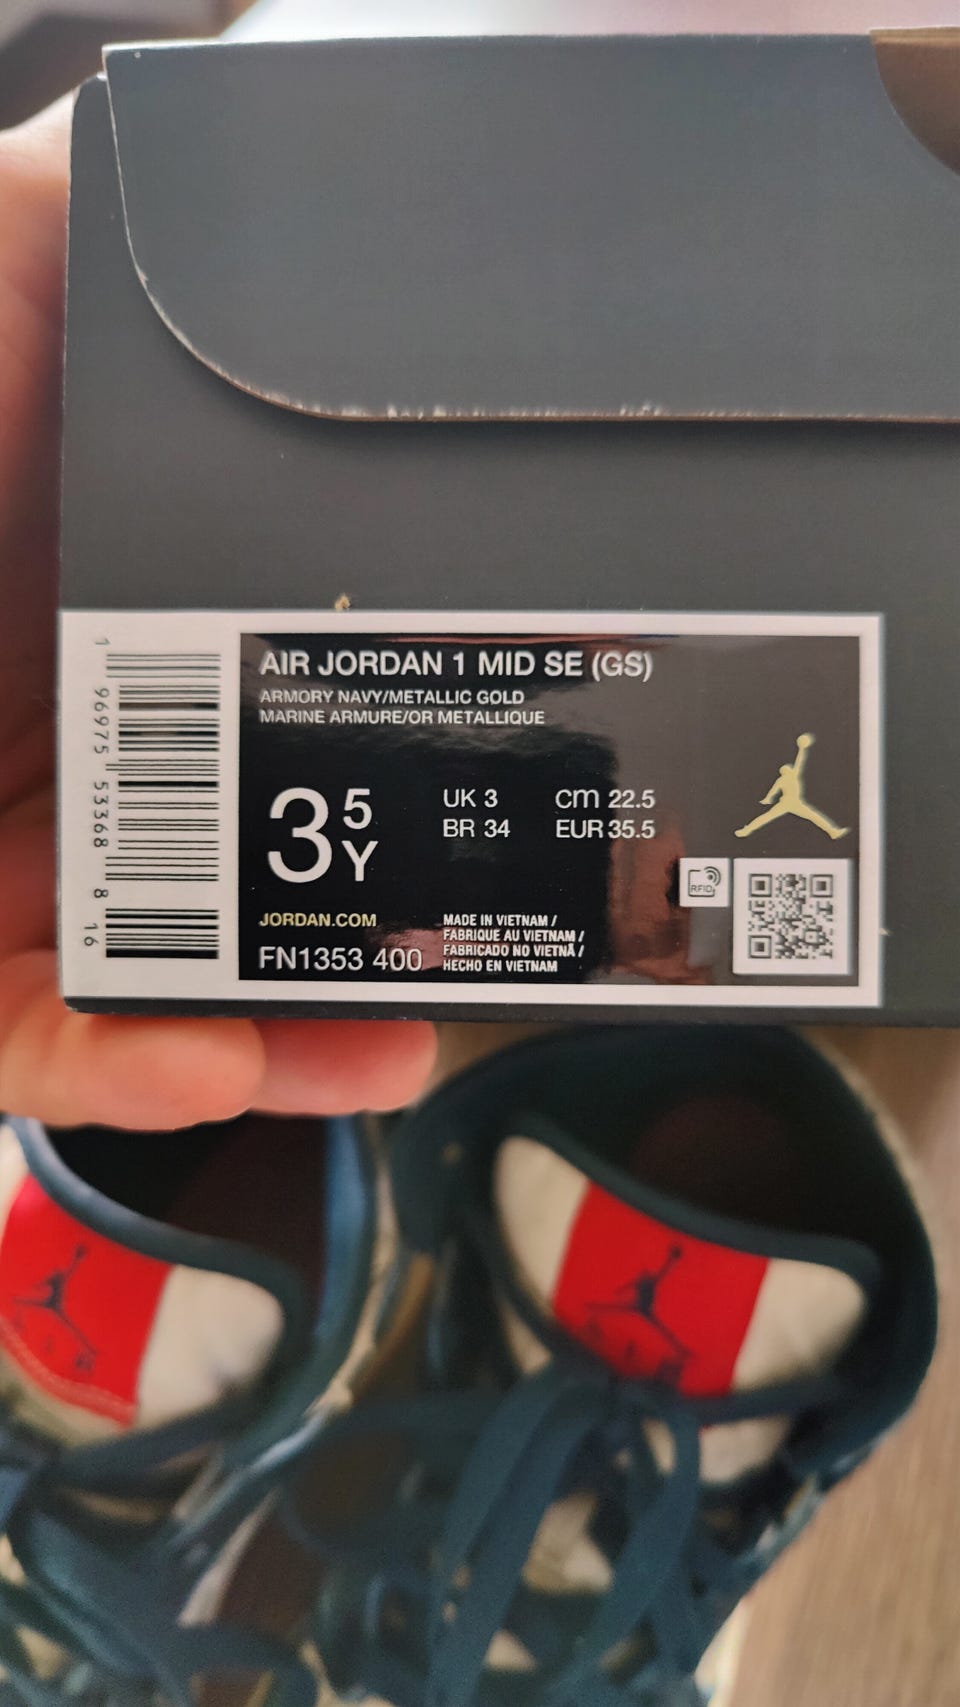 AIR JORDAN 1 MID SE (GS)
ARMORY NAVY/METALLIC GOLD
MARINE ARMURE/OR METALLIQUE
3 5Y
UK 3 cm 22.5
BR 34 EUR 35.5
JORDAN.COM
FN1353 400
MADE IN VIETNAM /
FABRIQUE AU VIETNAM /
FABRICADO NO VIETNÃ /
HECHO EN VIETNAM
RFID
1 96975 53368 8 16